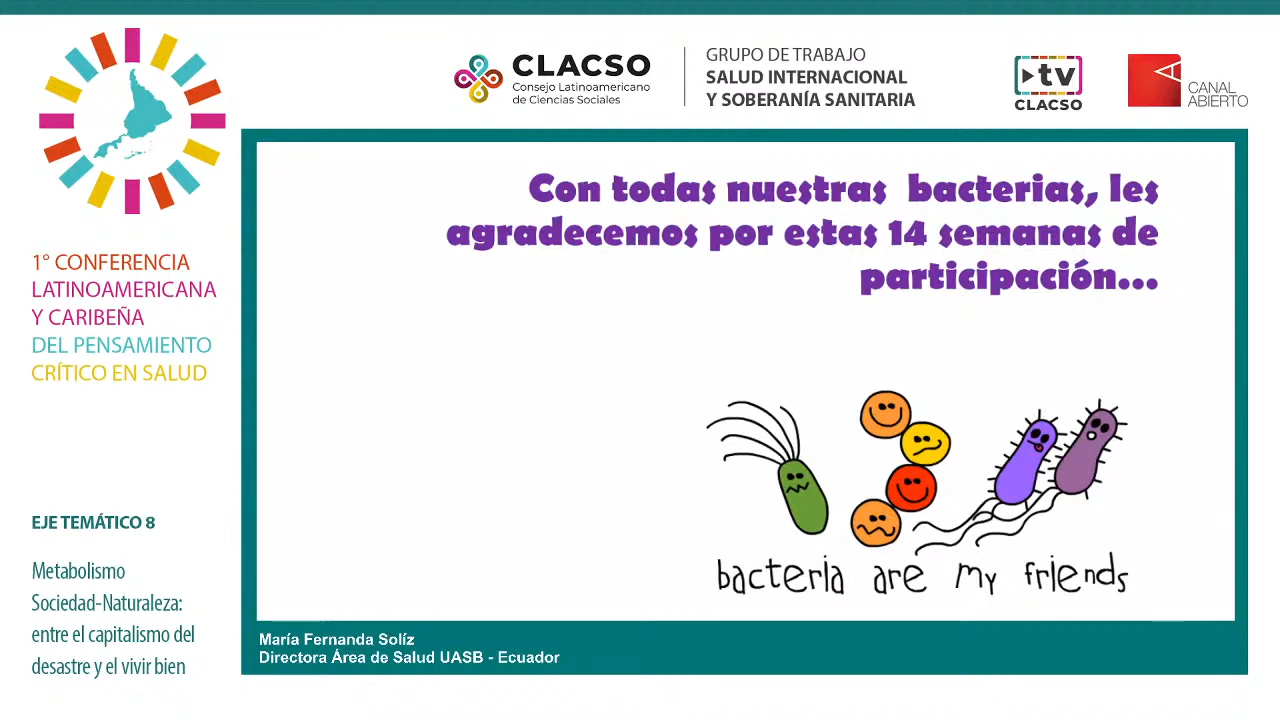 CLACSO
Consejo Latinoamericano
de Ciencias Sociales
GRUPO DE TRABAJO
SALUD INTERNACIONAL
Y SOBERANÍA SANITARIA
tv
CLACSO
CANAL
ABIERTO
1° CONFERENCIA
LATINOAMERICANA
Y CARIBEÑA
DEL PENSAMIENTO
CRÍTICO EN SALUD
EJE TEMÁTICO 8
Metabolismo
Sociedad-Naturaleza:
entre el capitalismo del
desastre y el vivir bien
Con todas nuestras bacterias, les
agradecemos por estas 14 semanas de
participación...
bacteria are my friends
María Fernanda Solíz
Directora Área de Salud UASB - Ecuador